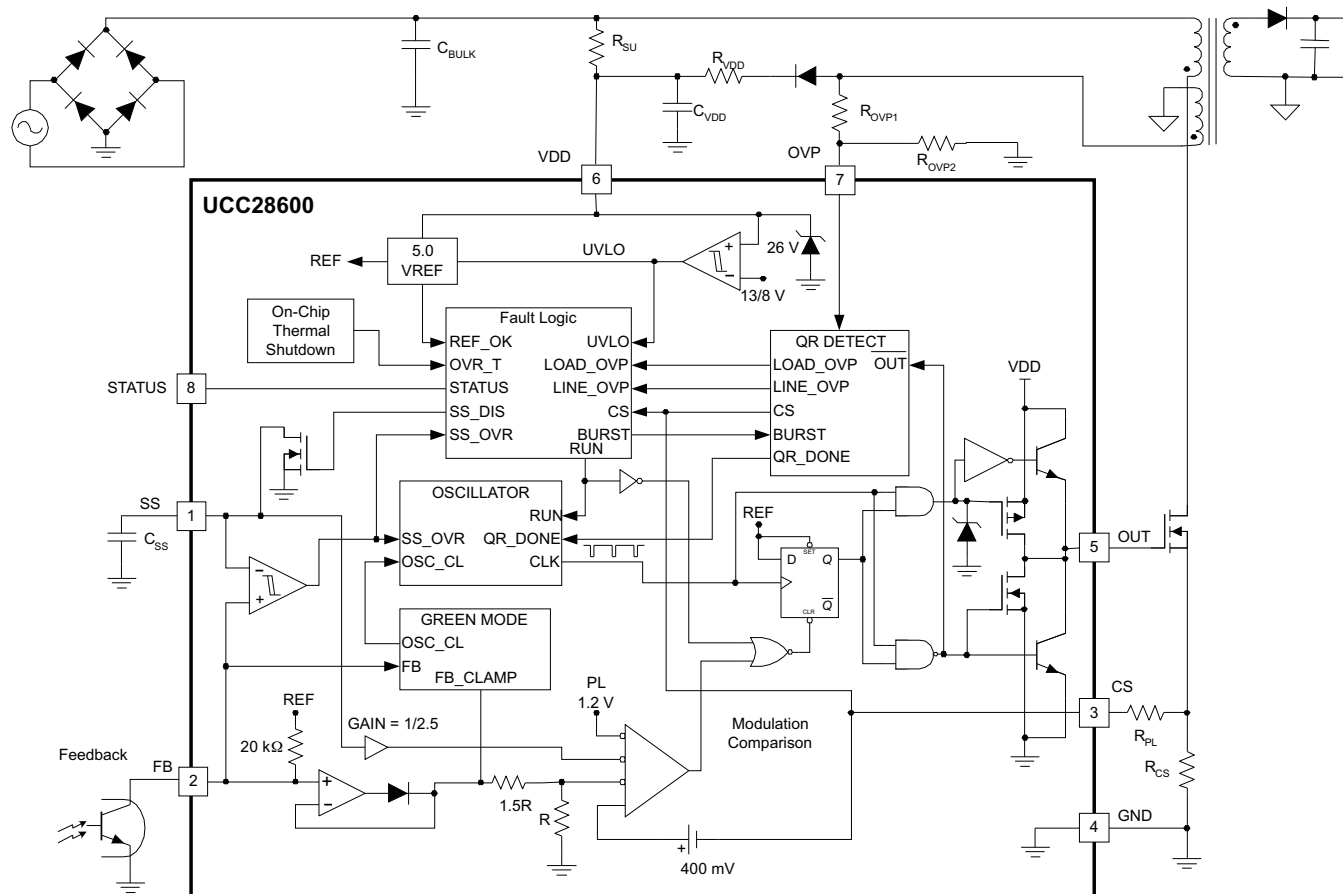 C_BULK
R_SU
R_VDD
C_VDD
R_OVP1
R_OVP2
VDD
OVP
6
7
UCC28600
5.0
VREF
REF
UVLO
+
−
26 V
13/8 V
On-Chip
Thermal
Shutdown
Fault Logic
REF_OK
UVLO
OVR_T
LOAD_OVP
STATUS
LINE_OVP
SS_DIS
CS
SS_OVR
BURST
RUN
QR DETECT
LOAD_OVP
OUT
LINE_OVP
CS
BURST
QR_DONE
VDD
STATUS
8
SS
1
C_SS
OSCILLATOR
RUN
SS_OVR
QR_DONE
OSC_CL
CLK
−
+
REF
SET
D
Q
Q
CLR
5
OUT
GREEN MODE
OSC_CL
FB
FB_CLAMP
REF
20 kΩ
GAIN = 1/2.5
PL
1.2 V
Modulation
Comparison
CS
3
R_PL
R_CS
Feedback
FB
2
+
−
1.5R
R
+
400 mV
4
GND